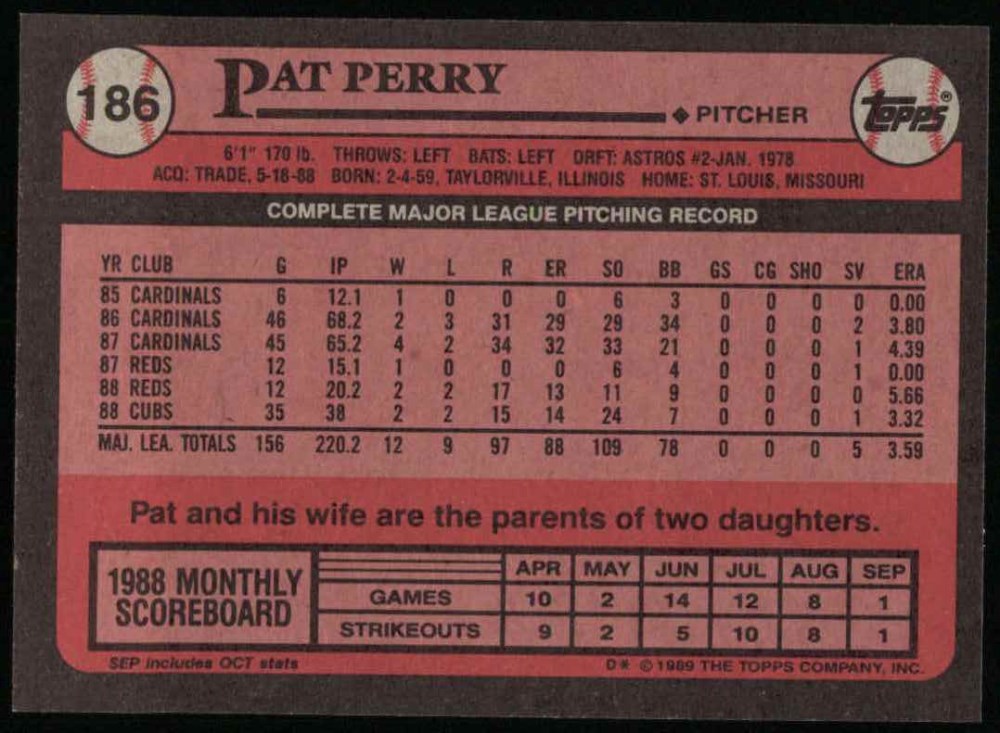 186
PAT PERRY
◆ PITCHER
TOPPS®
6'1" 170 lb. THROWS: LEFT BATS: LEFT DRFT: ASTROS #2-JAN. 1978
ACQ: TRADE, 5-18-88 BORN: 2-4-59, TAYLORVILLE, ILLINOIS HOME: ST. LOUIS, MISSOURI
COMPLETE MAJOR LEAGUE PITCHING RECORD
YR CLUB G IP W L R ER SO BB GS CG SHO SV ERA
85 CARDINALS 6 12.1 1 0 0 0 6 3 0 0 0 0 0.00
86 CARDINALS 46 68.2 2 3 31 29 29 34 0 0 0 2 3.80
87 CARDINALS 45 65.2 4 2 34 32 33 21 0 0 0 1 4.39
87 REDS 12 15.1 1 0 0 0 6 4 0 0 0 1 0.00
88 REDS 12 20.2 2 2 17 13 11 9 0 0 0 0 5.66
88 CUBS 35 38 2 2 15 14 24 7 0 0 0 1 3.32
MAJ. LEA. TOTALS 156 220.2 12 9 97 88 109 78 0 0 0 5 3.59
Pat and his wife are the parents of two daughters.
1988 MONTHLY
SCOREBOARD
APR MAY JUN JUL AUG SEP
GAMES 10 2 14 12 8 1
STRIKEOUTS 9 2 5 10 8 1
SEP includes OCT stats
D* © 1989 THE TOPPS COMPANY, INC.